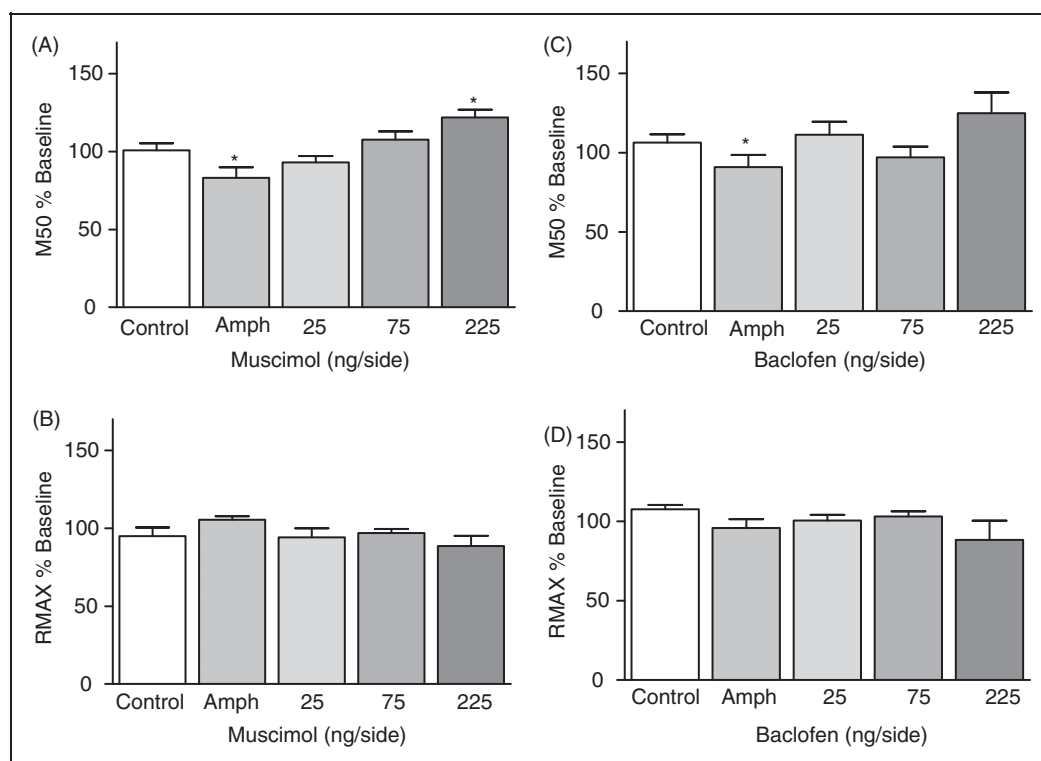 (A)
M50 % Baseline
150
100
50
0
*
*
Control Amph 25 75 225
Muscimol (ng/side)
(C)
M50 % Baseline
150
100
50
0
*
Control Amph 25 75 225
Baclofen (ng/side)
(B)
RMAX % Baseline
150
100
50
0
Control Amph 25 75 225
Muscimol (ng/side)
(D)
RMAX % Baseline
150
100
50
0
Control Amph 25 75 225
Baclofen (ng/side)